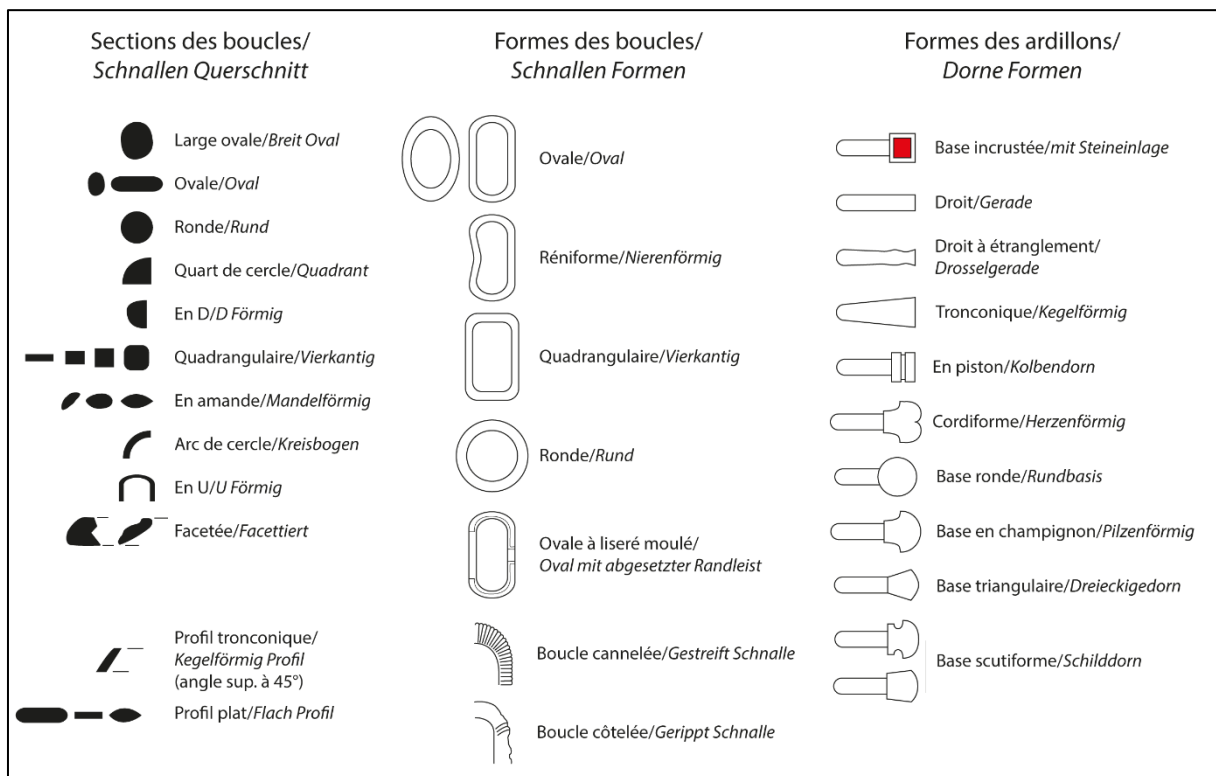 Sections des boucles/
Schnallen Querschnitt
Large ovale/Breit Oval
Ovale/Oval
Ronde/Rund
Quart de cercle/Quadrant
En D/D Förmig
Quadrangulaire/Vierkantig
En amande/Mandelförmig
Arc de cercle/Kreisbogen
En U/U Förmig
Facetée/Facettiert
Profil tronconique/
Kegelförmig Profil
(angle sup. à 45°)
Profil plat/Flach Profil
Formes des boucles/
Schnallen Formen
Ovale/Oval
Réniforme/Nierenförmig
Quadrangulaire/Vierkantig
Ronde/Rund
Ovale à liseré moulé/
Oval mit abgesetzter Randleist
Boucle cannelée/Gestreift Schnalle
Boucle côtelée/Gerippt Schnalle
Formes des ardillons/
Dorne Formen
Base incrustée/mit Steineinlage
Droit/Gerade
Droit à étranglement/
Drosselgerade
Tronconique/Kegelförmig
En piston/Kolbendorn
Cordiforme/Herzenförmig
Base ronde/Rundbasis
Base en champignon/Pilzenförmig
Base triangulaire/Dreieckigedorn
Base scutiforme/Schilddorn